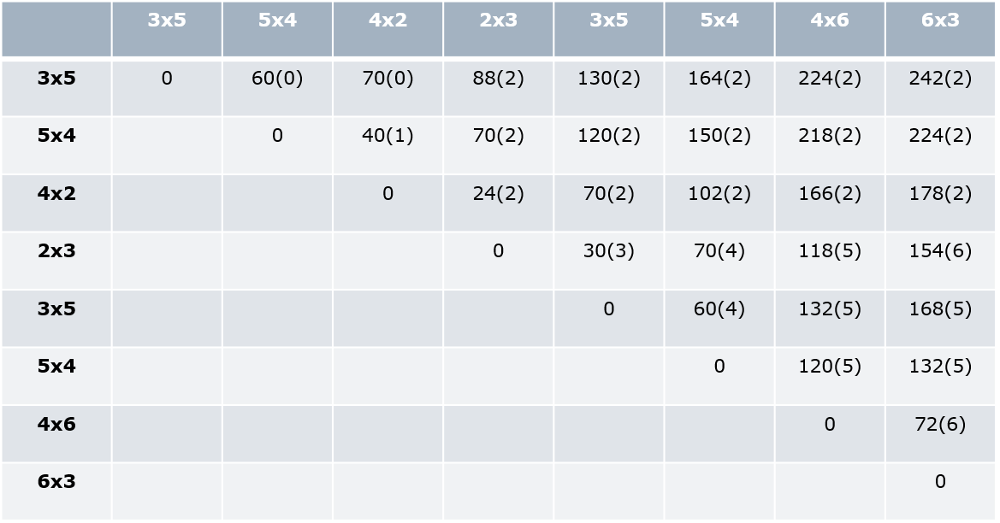 3x5 5x4 4x2 2x3 3x5 5x4 4x6 6x3
3x5 0 60(0) 70(0) 88(2) 130(2) 164(2) 224(2) 242(2)
5x4 0 40(1) 70(2) 120(2) 150(2) 218(2) 224(2)
4x2 0 24(2) 70(2) 102(2) 166(2) 178(2)
2x3 0 30(3) 70(4) 118(5) 154(6)
3x5 0 60(4) 132(5) 168(5)
5x4 0 120(5) 132(5)
4x6 0 72(6)
6x3 0